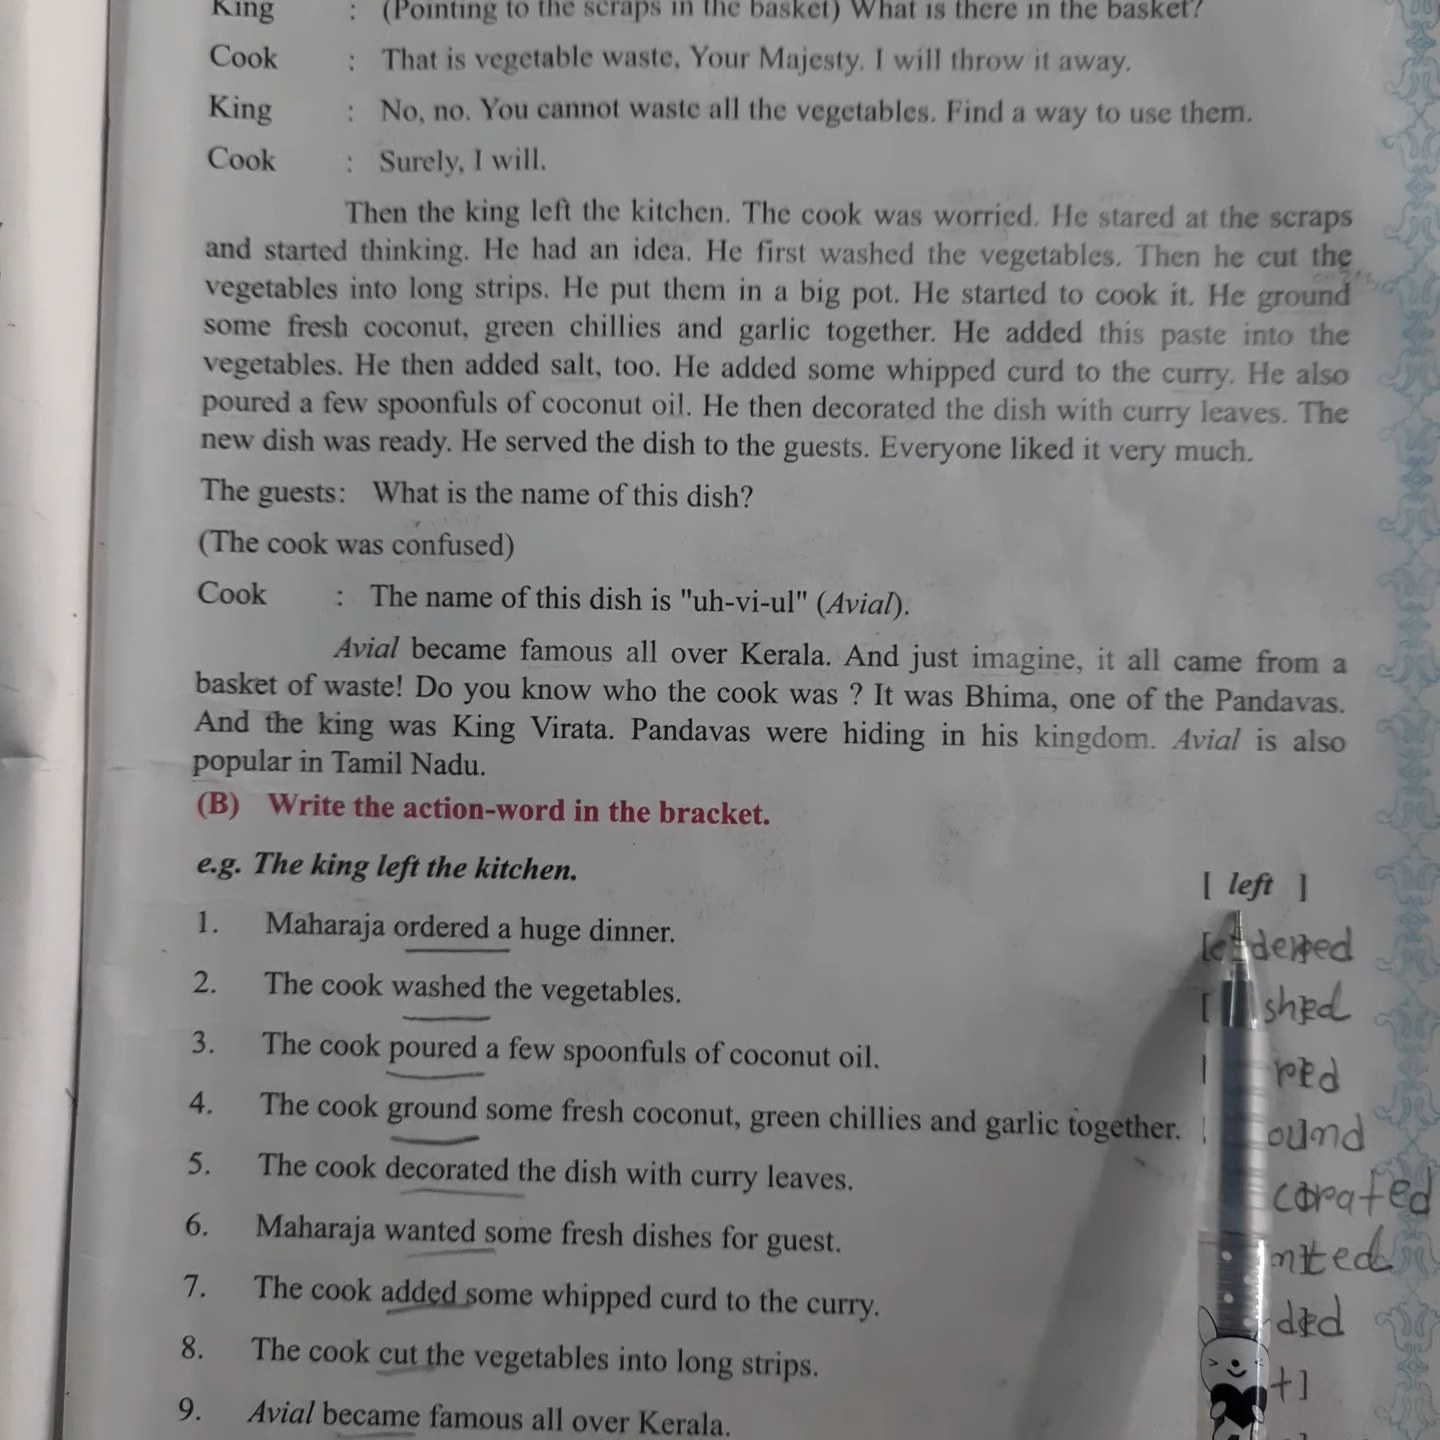 King : (Pointing to the scraps in the basket) What is there in the basket?
Cook : That is vegetable waste, Your Majesty. I will throw it away.
King : No, no. You cannot waste all the vegetables. Find a way to use them.
Cook : Surely, I will.
Then the king left the kitchen. The cook was worried. He stared at the scraps
and started thinking. He had an idea. He first washed the vegetables. Then he cut the
vegetables into long strips. He put them in a big pot. He started to cook it. He ground
some fresh coconut, green chillies and garlic together. He added this paste into the
vegetables. He then added salt, too. He added some whipped curd to the curry. He also
poured a few spoonfuls of coconut oil. He then decorated the dish with curry leaves. The
new dish was ready. He served the dish to the guests. Everyone liked it very much.
The guests: What is the name of this dish?
(The cook was confused)
Cook : The name of this dish is "uh-vi-ul" (Avial).
Avial became famous all over Kerala. And just imagine, it all came from a
basket of waste! Do you know who the cook was ? It was Bhima, one of the Pandavas.
And the king was King Virata. Pandavas were hiding in his kingdom. Avial is also
popular in Tamil Nadu.
(B) Write the action-word in the bracket.
e.g. The king left the kitchen. [ left ]
1. Maharaja ordered a huge dinner.
2. The cook washed the vegetables.
3. The cook poured a few spoonfuls of coconut oil.
4. The cook ground some fresh coconut, green chillies and garlic together.
5. The cook decorated the dish with curry leaves.
6. Maharaja wanted some fresh dishes for guest.
7. The cook added some whipped curd to the curry.
8. The cook cut the vegetables into long strips.
9. Avial became famous all over Kerala.